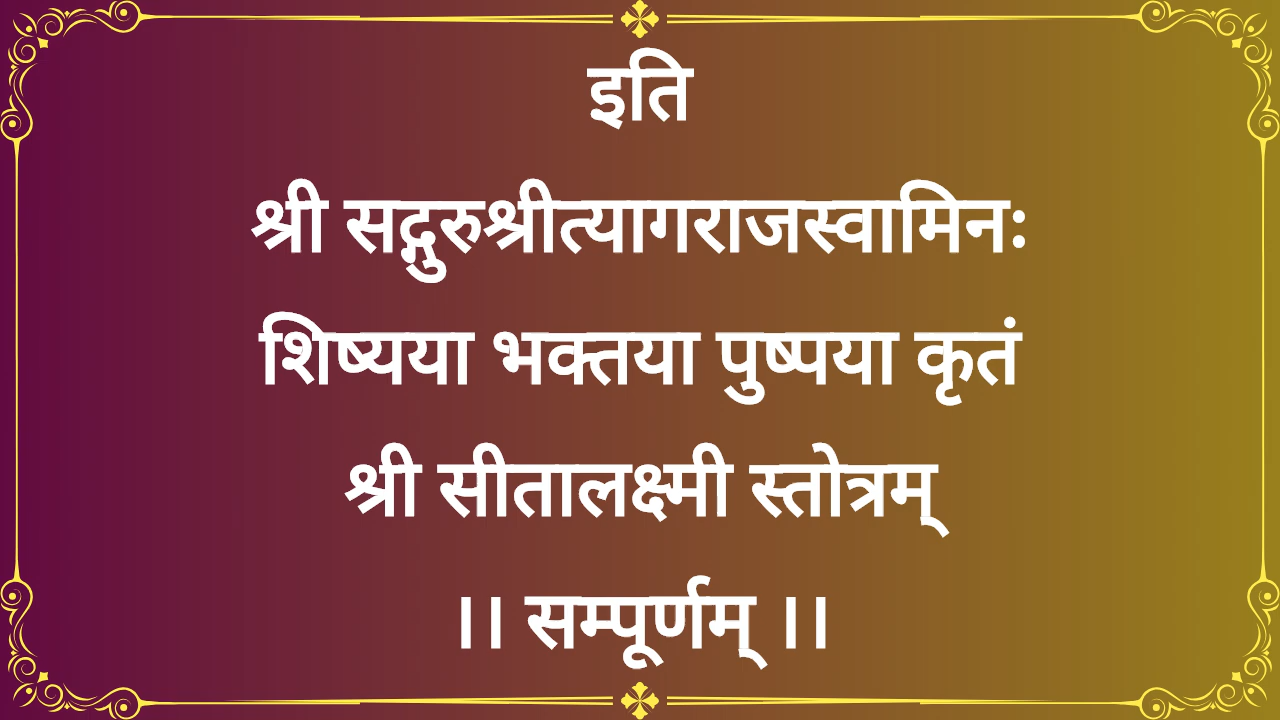 इति
श्री सद्गुरुश्रीत्यागराजस्वामिनः
शिष्यया भक्तया पुष्पया कृतं
श्री सीतालक्ष्मी स्तोत्रम्
।। सम्पूर्णम् ।।